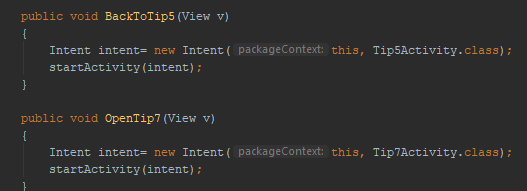 public void BackToTip5(View v)
{
Intent intent= new Intent( packageContext: this, Tip5Activity.class);
startActivity(intent);
}
public void OpenTip7(View v)
{
Intent intent= new Intent( packageContext: this, Tip7Activity.class);
startActivity(intent);
}